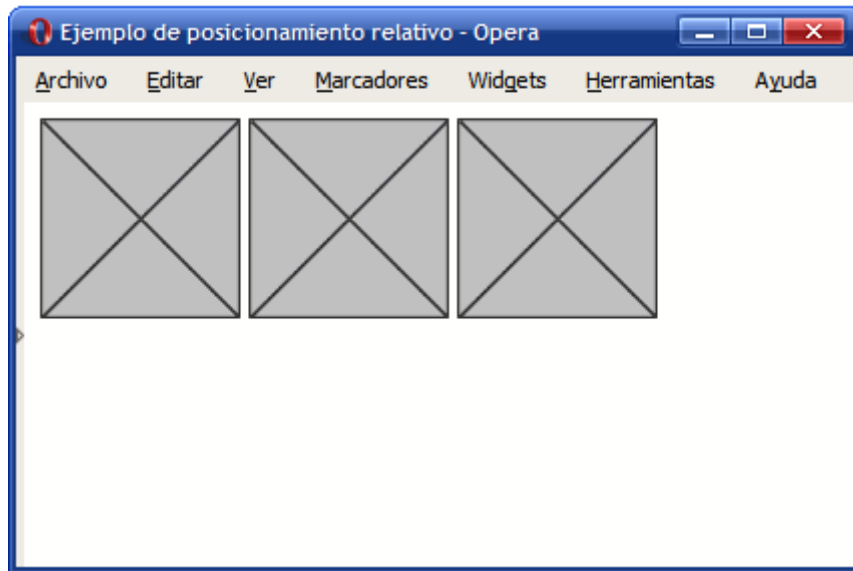 Ejemplo de posicionamiento relativo - Opera
Archivo Editar Ver Marcadores Widgets Herramientas Ayuda